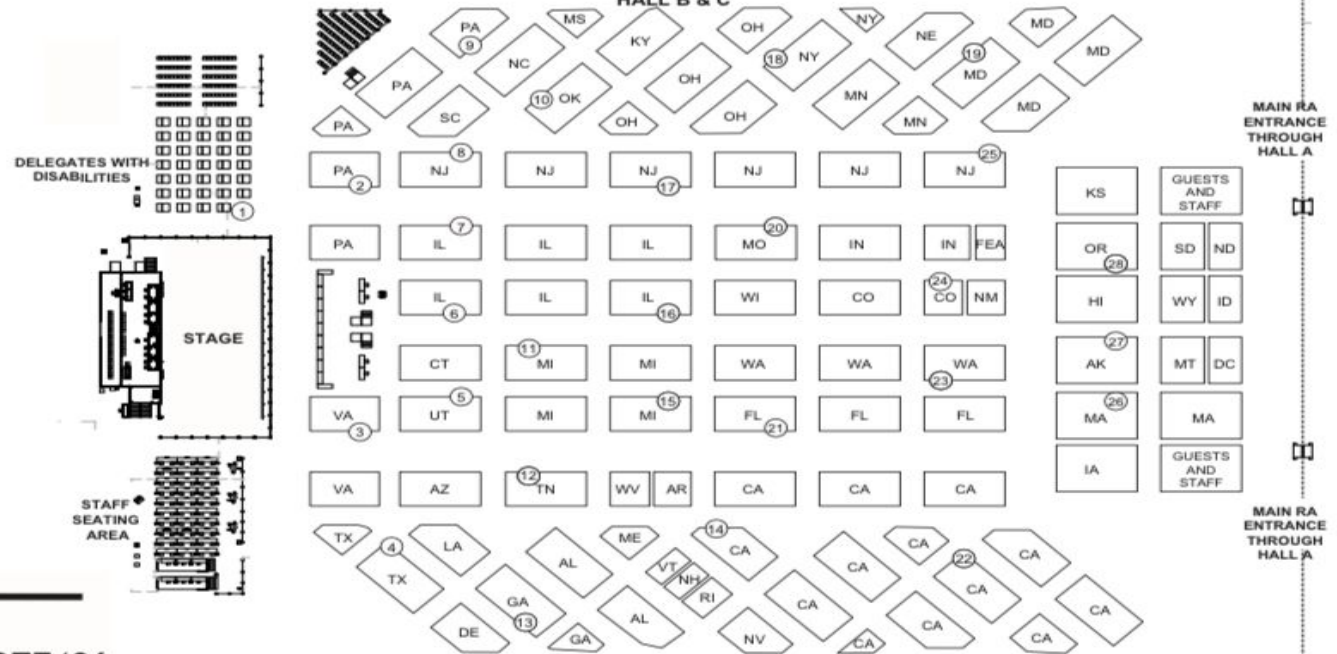 HALL B & C
PA
9
MS
KY
OH
NY
NE
MD
MD
NC
18
NY
19
MD
PA
10
OK
OH
MN
MD
PA
SC
OH
OH
MN
DELEGATES WITH
DISABILITIES
1
MAIN RA
ENTRANCE
THROUGH
HALL A
PA
2
NJ
8
NJ
NJ
17
NJ
NJ
NJ
25
KS
GUESTS
AND
STAFF
PA
IL
7
IL
IL
MO
20
IN
IN
FEA
OR
28
SD
ND
IL
6
IL
IL
16
WI
CO
CO
24
NM
HI
WY
ID
STAGE
CT
11
MI
MI
WA
WA
WA
23
AK
27
MT
DC
VA
3
UT
5
MI
MI
15
FL
21
FL
FL
MA
26
MA
IA
GUESTS
AND
STAFF
VA
AZ
12
TN
WV
AR
CA
CA
CA
STAFF
SEATING
AREA
MAIN RA
ENTRANCE
THROUGH
HALL A
TX
4
LA
ME
14
CA
CA
CA
TX
AL
VT
NH
RI
CA
22
CA
GA
13
AL
CA
CA
CA
DE
GA
NV
CA
CA